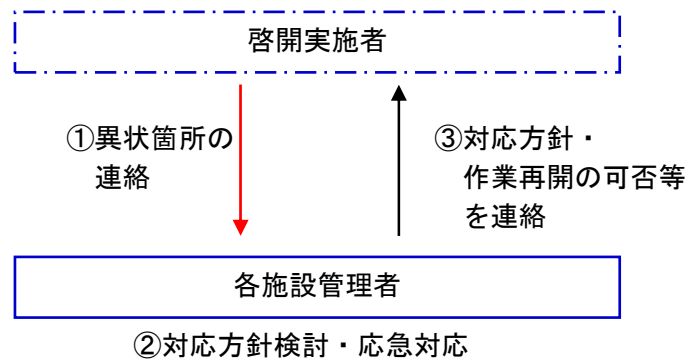 啓開実施者
①異状箇所の
連絡
③対応方針・
作業再開の可否等
を連絡
各施設管理者
②対応方針検討・応急対応